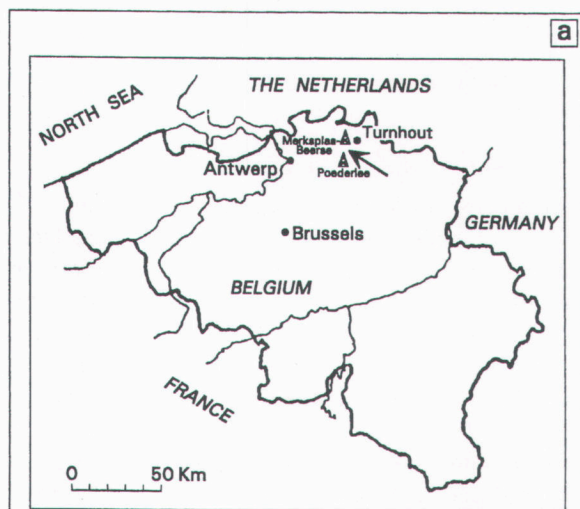 a
THE NETHERLANDS
NORTH SEA
Merksplas-
Beerse
Turnhout
Antwerp
Poederlee
GERMANY
Brussels
BELGIUM
FRANCE
0 50 Km